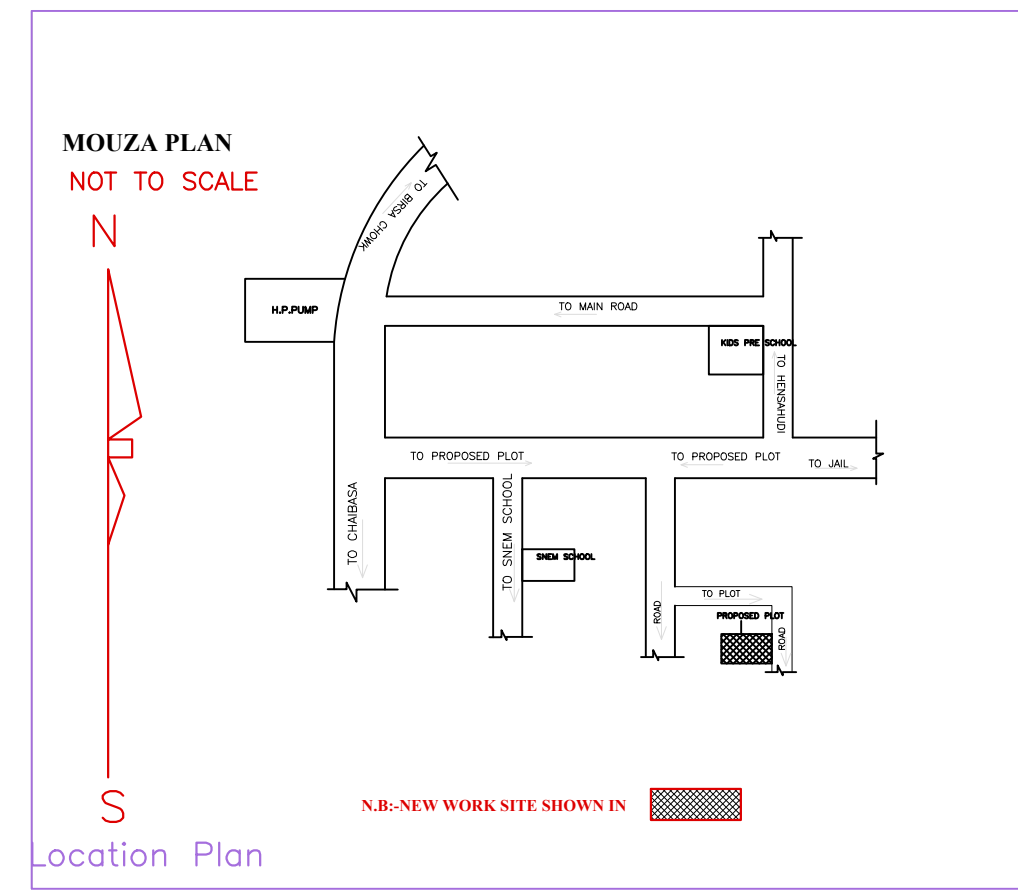 MOUZA PLAN
NOT TO SCALE
N
TO BIRSA CHOWK
H.P.PUMP
TO MAIN ROAD
KIDS PRE SCHOOL
TO HENSAHUDI
TO PROPOSED PLOT
TO PROPOSED PLOT
TO JAIL
TO CHAIBASA
TO SNEM SCHOOL
SNEM SCHOOL
TO PLOT
ROAD
PROPOSED PLOT
ROAD
S
N.B:-NEW WORK SITE SHOWN IN
Location Plan